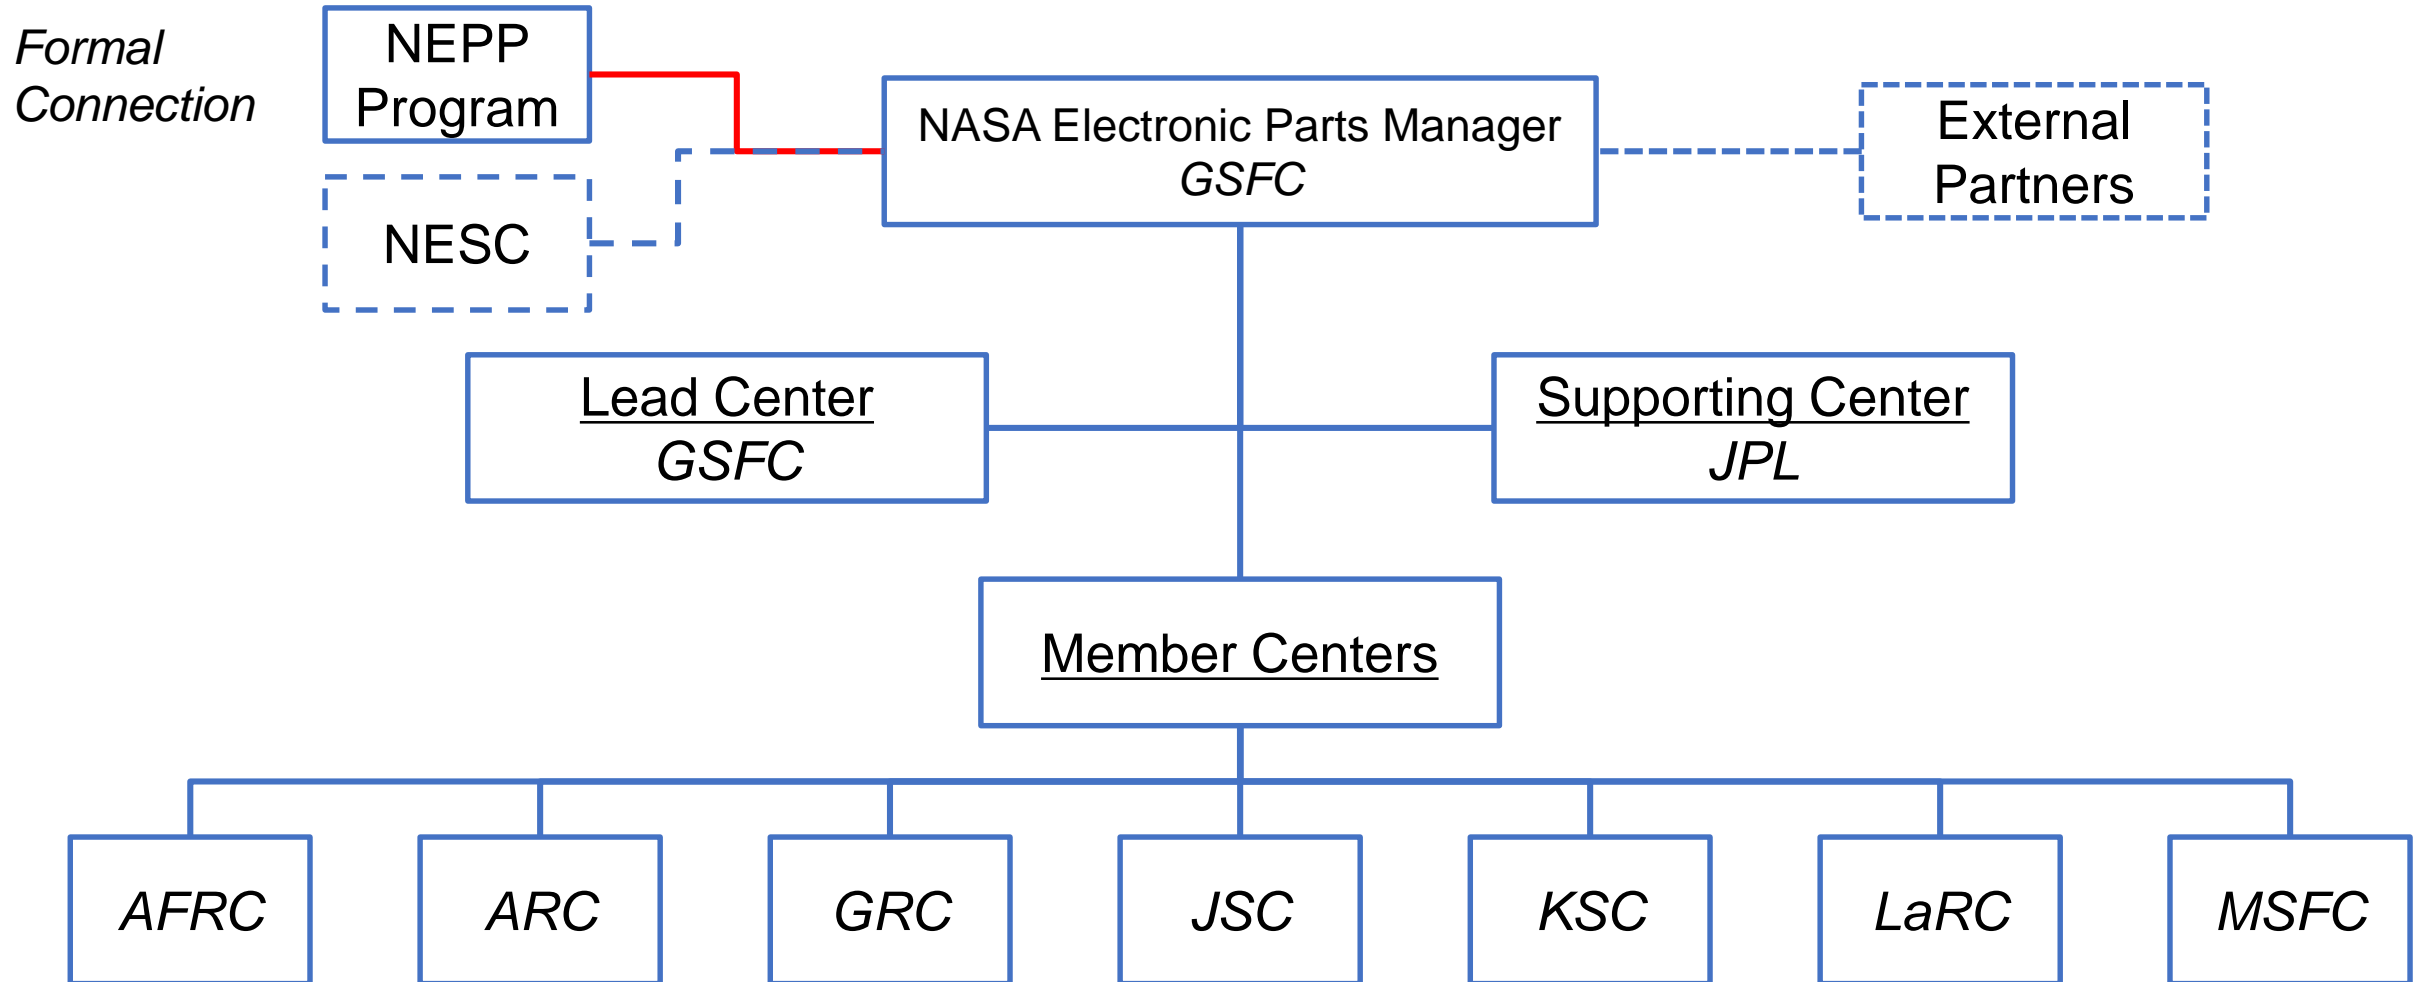 Formal
Connection
NEPP
Program
NASA Electronic Parts Manager
GSFC
External
Partners
NESC
Lead Center
GSFC
Supporting Center
JPL
Member Centers
AFRC
ARC
GRC
JSC
KSC
LaRC
MSFC